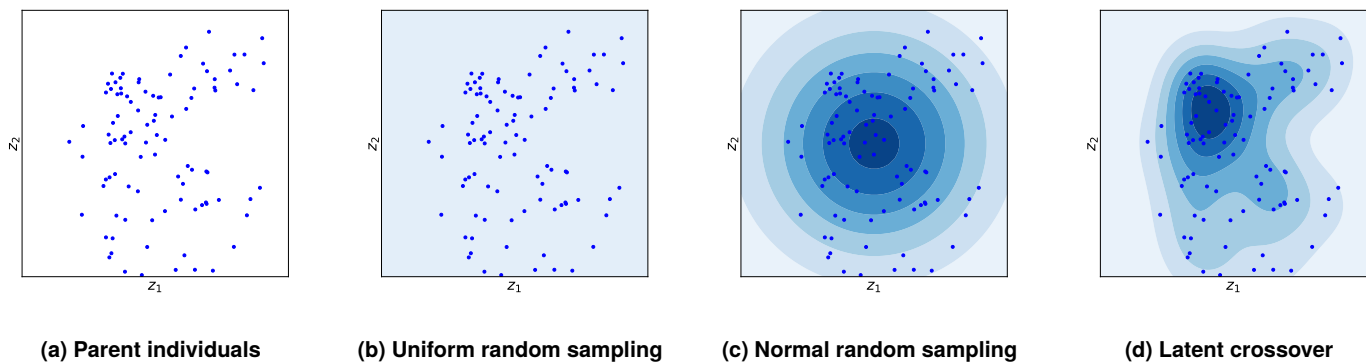 z2
z1
(a) Parent individuals
z2
z1
(b) Uniform random sampling
z2
z1
(c) Normal random sampling
z2
z1
(d) Latent crossover